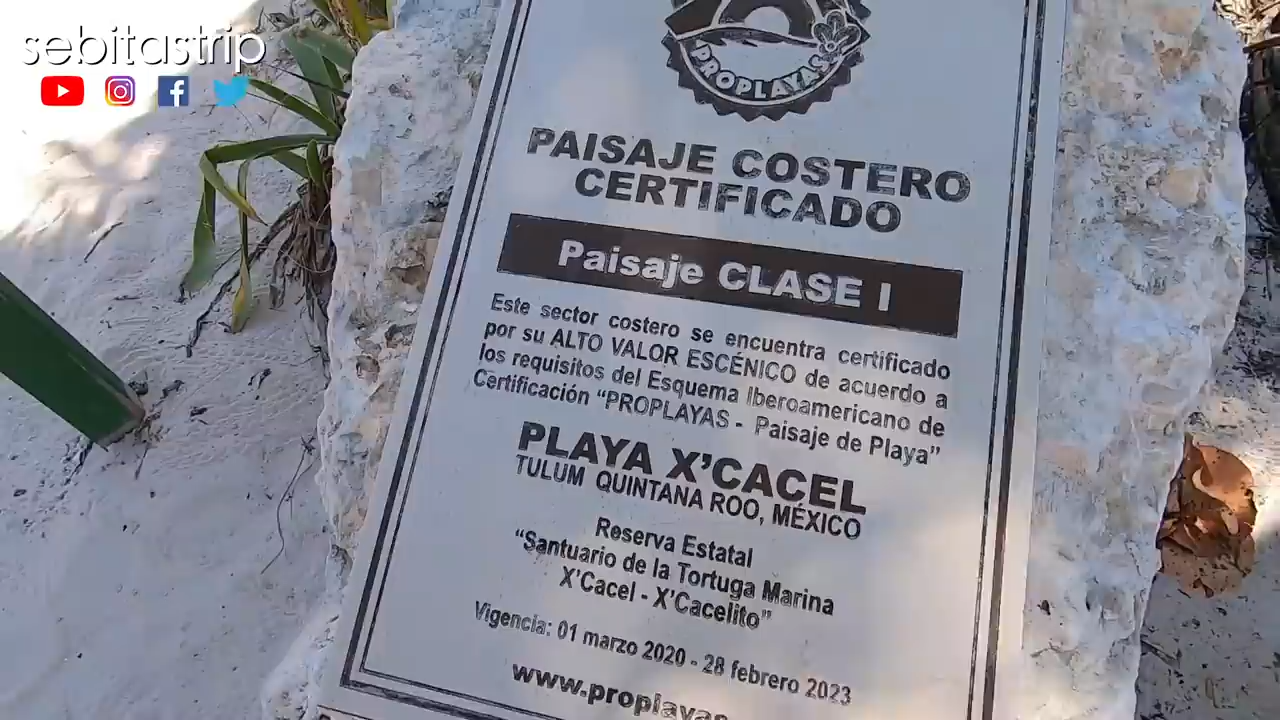 sebitastrip
PROPLAYAS
PAISAJE COSTERO
CERTIFICADO
Paisaje CLASE I
Este sector costero se encuentra certificado
por su ALTO VALOR ESCÉNICO de acuerdo a
los requisitos del Esquema Iberoamericano de
Certificación “PROPLAYAS - Paisaje de Playa”
PLAYA X’CACEL
TULUM QUINTANA ROO, MÉXICO
Reserva Estatal
“Santuario de la Tortuga Marina
X’Cacel - X’Cacelito”
Vigencia: 01 marzo 2020 - 28 febrero 2023
www.proplayas